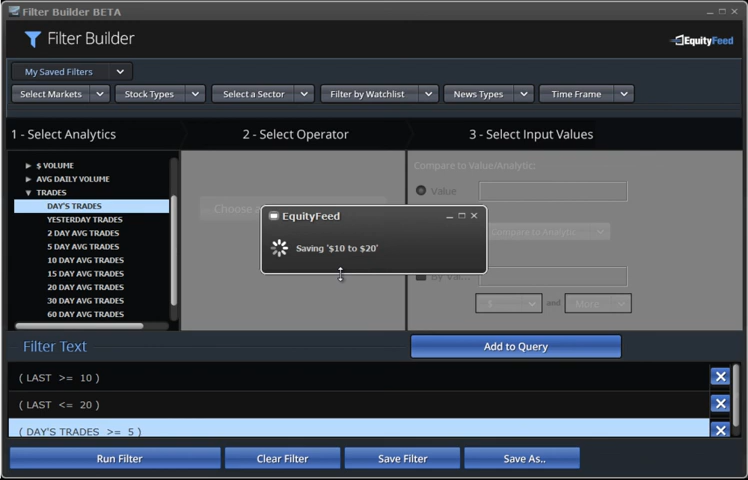 Filter Builder BETA
Filter Builder
EquityFeed
My Saved Filters
Select Markets
Stock Types
Select a Sector
Filter by Watchlist
News Types
Time Frame
1 - Select Analytics
2 - Select Operator
3 - Select Input Values
$ VOLUME
AVG DAILY VOLUME
TRADES
DAY'S TRADES
YESTERDAY TRADES
2 DAY AVG TRADES
5 DAY AVG TRADES
10 DAY AVG TRADES
15 DAY AVG TRADES
20 DAY AVG TRADES
30 DAY AVG TRADES
60 DAY AVG TRADES
Choose a
Compare to Value/Analytic:
Value
Compare to Analytic...
By Val...
$
and
More
EquityFeed
Saving '$10 to $20'
Filter Text
Add to Query
( LAST >= 10 )
( LAST <= 20 )
( DAY'S TRADES >= 5 )
Run Filter
Clear Filter
Save Filter
Save As..